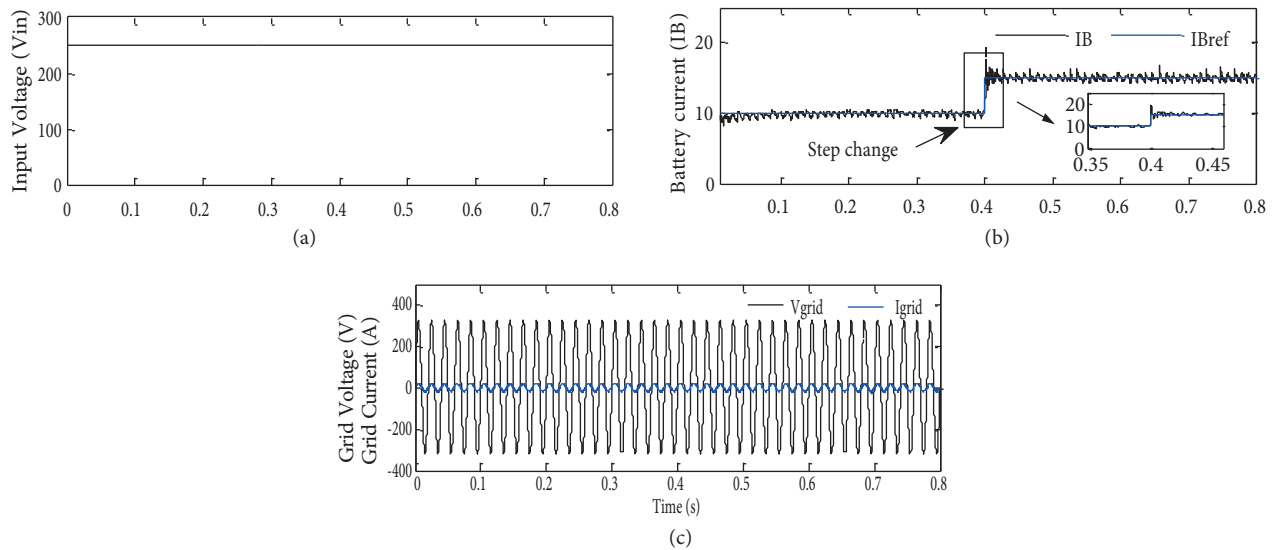 Input Voltage (Vin)
300
200
100
0
0 0.1 0.2 0.3 0.4 0.5 0.6 0.7 0.8
(a)
Battery current (IB)
20
10
0
IB IBref
Step change
20
10
0
0.35 0.4 0.45
0.1 0.2 0.3 0.4 0.5 0.6 0.7 0.8
(b)
Grid Voltage (V)
Grid Current (A)
400
200
0
-200
-400
Vgrid Igrid
0 0.1 0.2 0.3 0.4 0.5 0.6 0.7 0.8
Time (s)
(c)